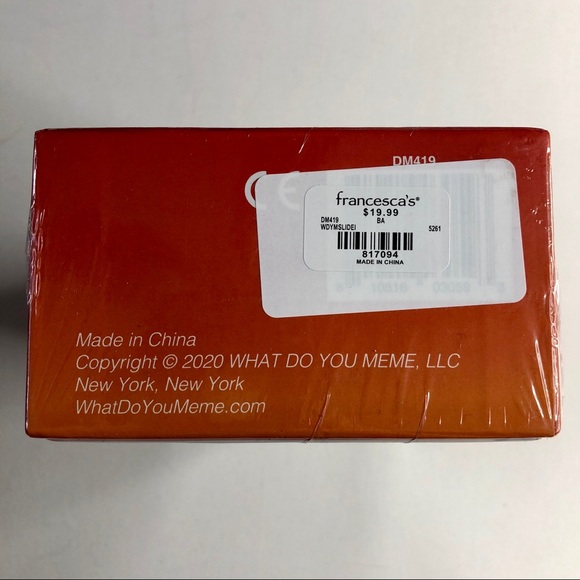 DM419
CE
francesca's®
$19.99
DM419 BA
WDYMSLIDEI 5261
817094
MADE IN CHINA
Made in China
Copyright © 2020 WHAT DO YOU MEME, LLC
New York, New York
WhatDoYouMeme.com